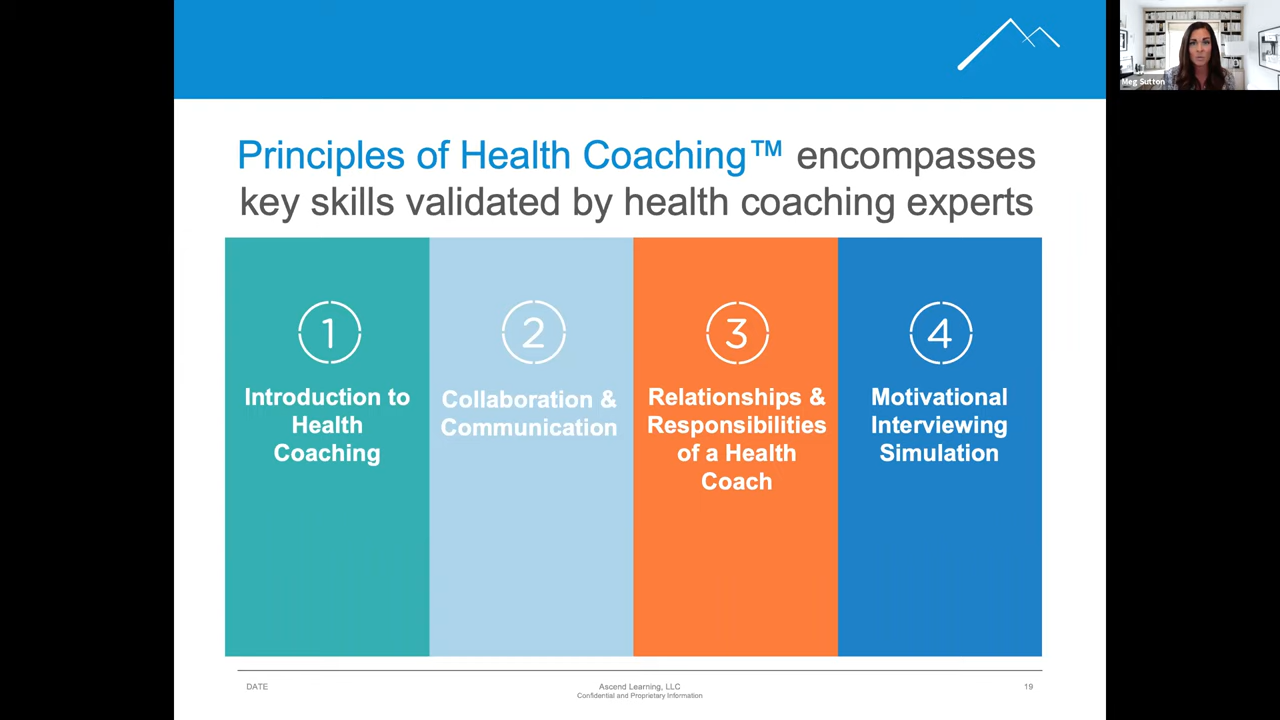 Meg Sutton
Principles of Health Coaching™ encompasses
key skills validated by health coaching experts
1
Introduction to
Health
Coaching
2
Collaboration &
Communication
3
Relationships &
Responsibilities
of a Health
Coach
4
Motivational
Interviewing
Simulation
DATE
Ascend Learning, LLC
Confidential and Proprietary Information
19